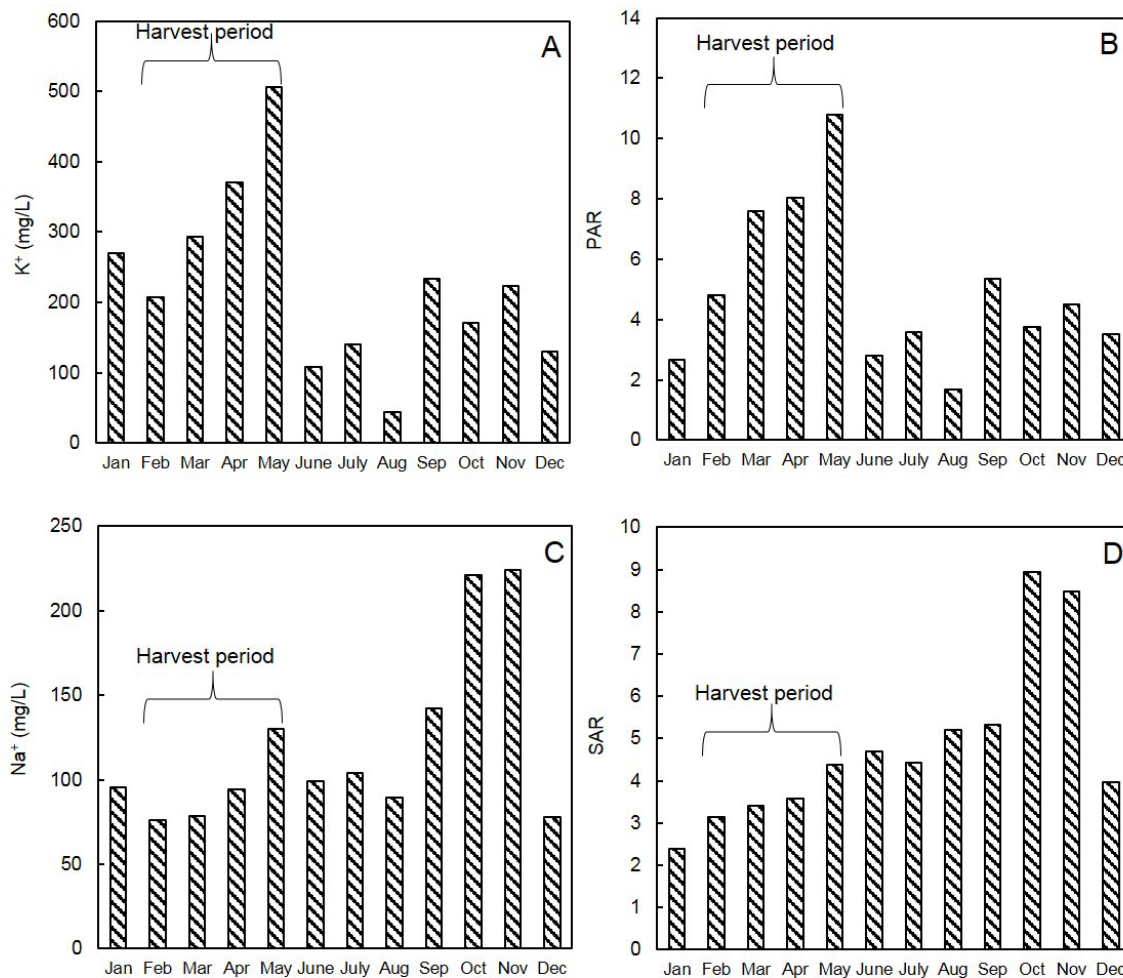 A
Harvest period
K⁺ (mg/L)
600
500
400
300
200
100
0
Jan Feb Mar Apr May June July Aug Sep Oct Nov Dec
B
Harvest period
PAR
14
12
10
8
6
4
2
0
Jan Feb Mar Apr May June July Aug Sep Oct Nov Dec
C
Harvest period
Na⁺ (mg/L)
250
200
150
100
50
0
Jan Feb Mar Apr May June July Aug Sep Oct Nov Dec
D
Harvest period
SAR
10
9
8
7
6
5
4
3
2
1
0
Jan Feb Mar Apr May June July Aug Sep Oct Nov Dec